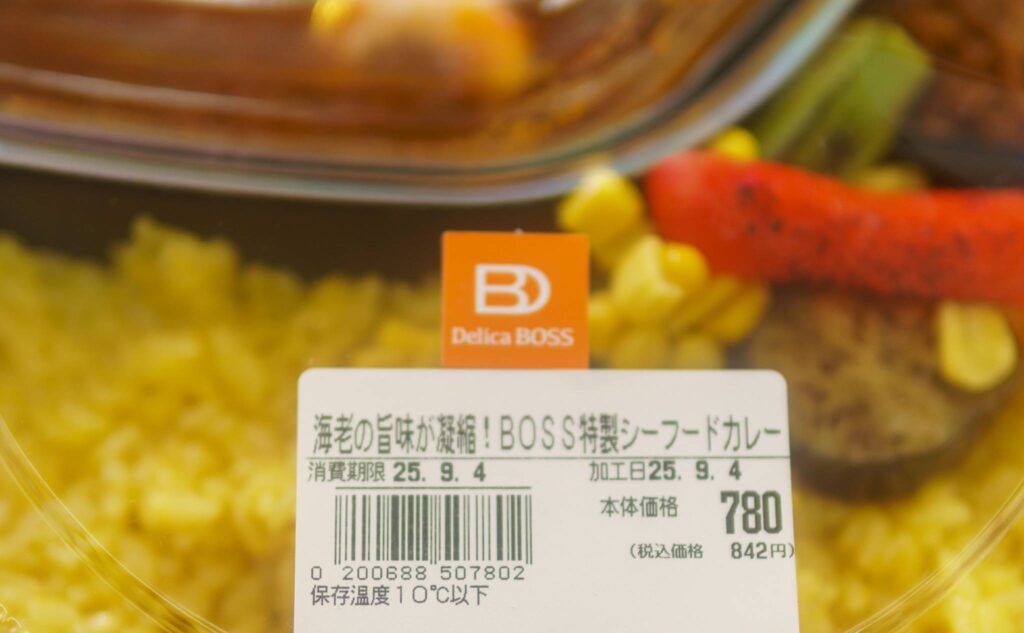 BD
Delica BOSS
海老の旨味が凝縮！BOSS特製シーフードカレー
消費期限 25. 9. 4 加工日 25. 9. 4
本体価格 780
(税込価格 842円)
0 200688 507802
保存温度10℃以下